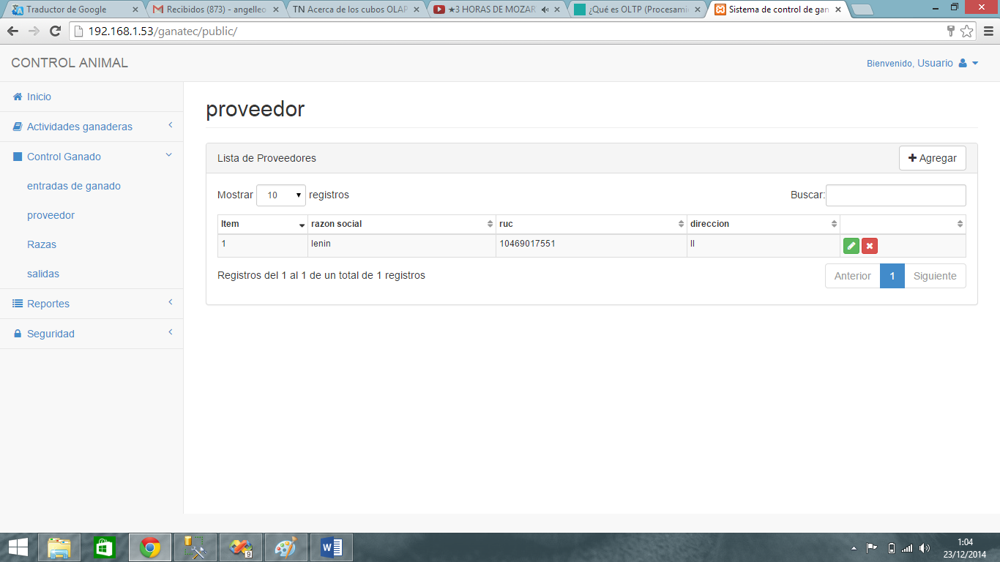 Traductor de Google
Recibidos (873) - angelleo
TN Acerca de los cubos OLAP
★3 HORAS DE MOZAR
¿Qué es OLTP (Procesami
Sistema de control de gan
192.168.1.53/ganatec/public/
CONTROL ANIMAL
Bienvenido, Usuario
Inicio
Actividades ganaderas
Control Ganado
entradas de ganado
proveedor
Razas
salidas
Reportes
Seguridad
proveedor
Lista de Proveedores
Agregar
Mostrar 10 registros
Buscar:
Item razon social ruc direccion
1 lenin 10469017551 ll
Registros del 1 al 1 de un total de 1 registros
Anterior 1 Siguiente
9
1:04
23/12/2014